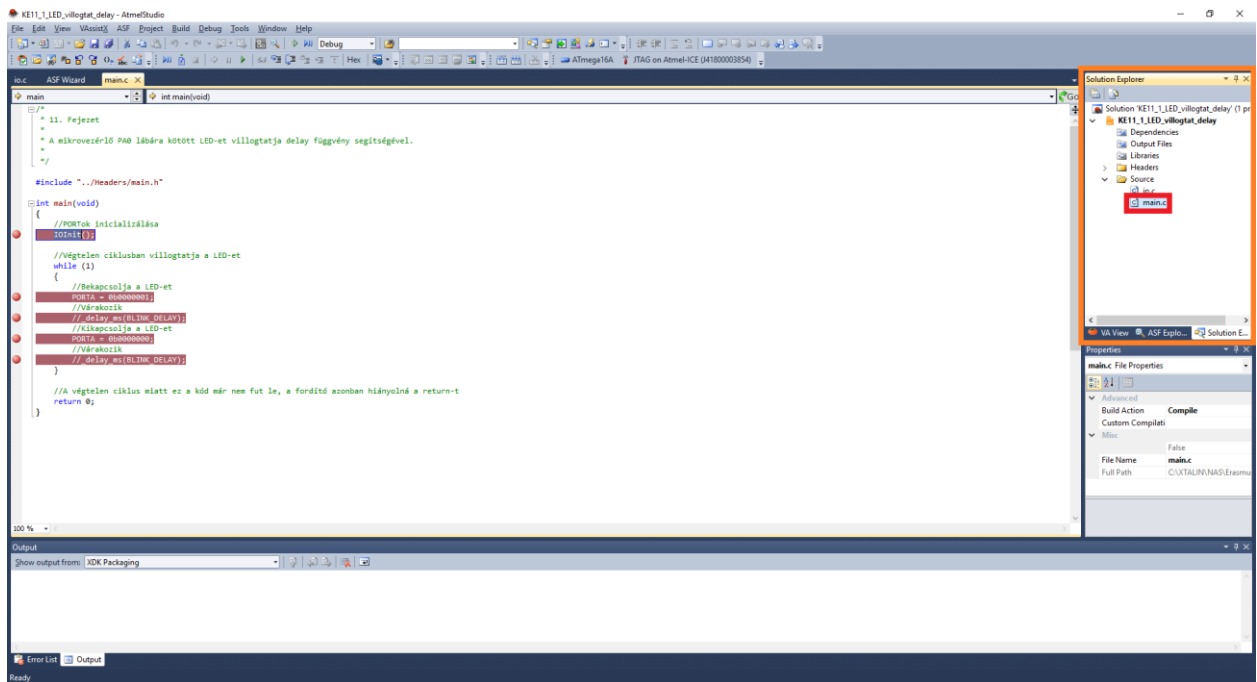 KE11_1_LED_villogtat_delay - AtmelStudio
File Edit View VAssistX ASF Project Build Debug Tools Window Help
Debug
Hex ATmega16A JTAG on Atmel-ICE (J41800003854)
io.c ASF Wizard main.c
main int main(void) Go
/*
* 11. Fejezet
*
* A mikrovezérlő PA0 lábára kötött LED-et villogtatja delay függvény segítségével.
*
*/
#include "../Headers/main.h"
int main(void)
{
//PORTok inicializálása
IOInit();
//Végtelen ciklusban villogtatja a LED-et
while (1)
{
//Bekapcsolja a LED-et
PORTA = 0b0000001;
//Várakozik
//_delay_ms(BLINK_DELAY);
//Kikapcsolja a LED-et
PORTA = 0b0000000;
//Várakozik
//_delay_ms(BLINK_DELAY);
}
//A végtelen ciklus miatt ez a kód már nem fut le, a fordító azonban hiányolná a return-t
return 0;
}
100 %
Solution Explorer
Solution 'KE11_1_LED_villogtat_delay' (1 pr
KE11_1_LED_villogtat_delay
Dependencies
Output Files
Libraries
Headers
Source
io.c
main.c
VA View ASF Explo... Solution E...
Properties
main.c File Properties
Advanced
Build Action Compile
Custom Compilati
Misc
False
File Name main.c
Full Path C:\XTALIN\NAS\Erasmu
Output
Show output from: XDK Packaging
Error List Output
Ready